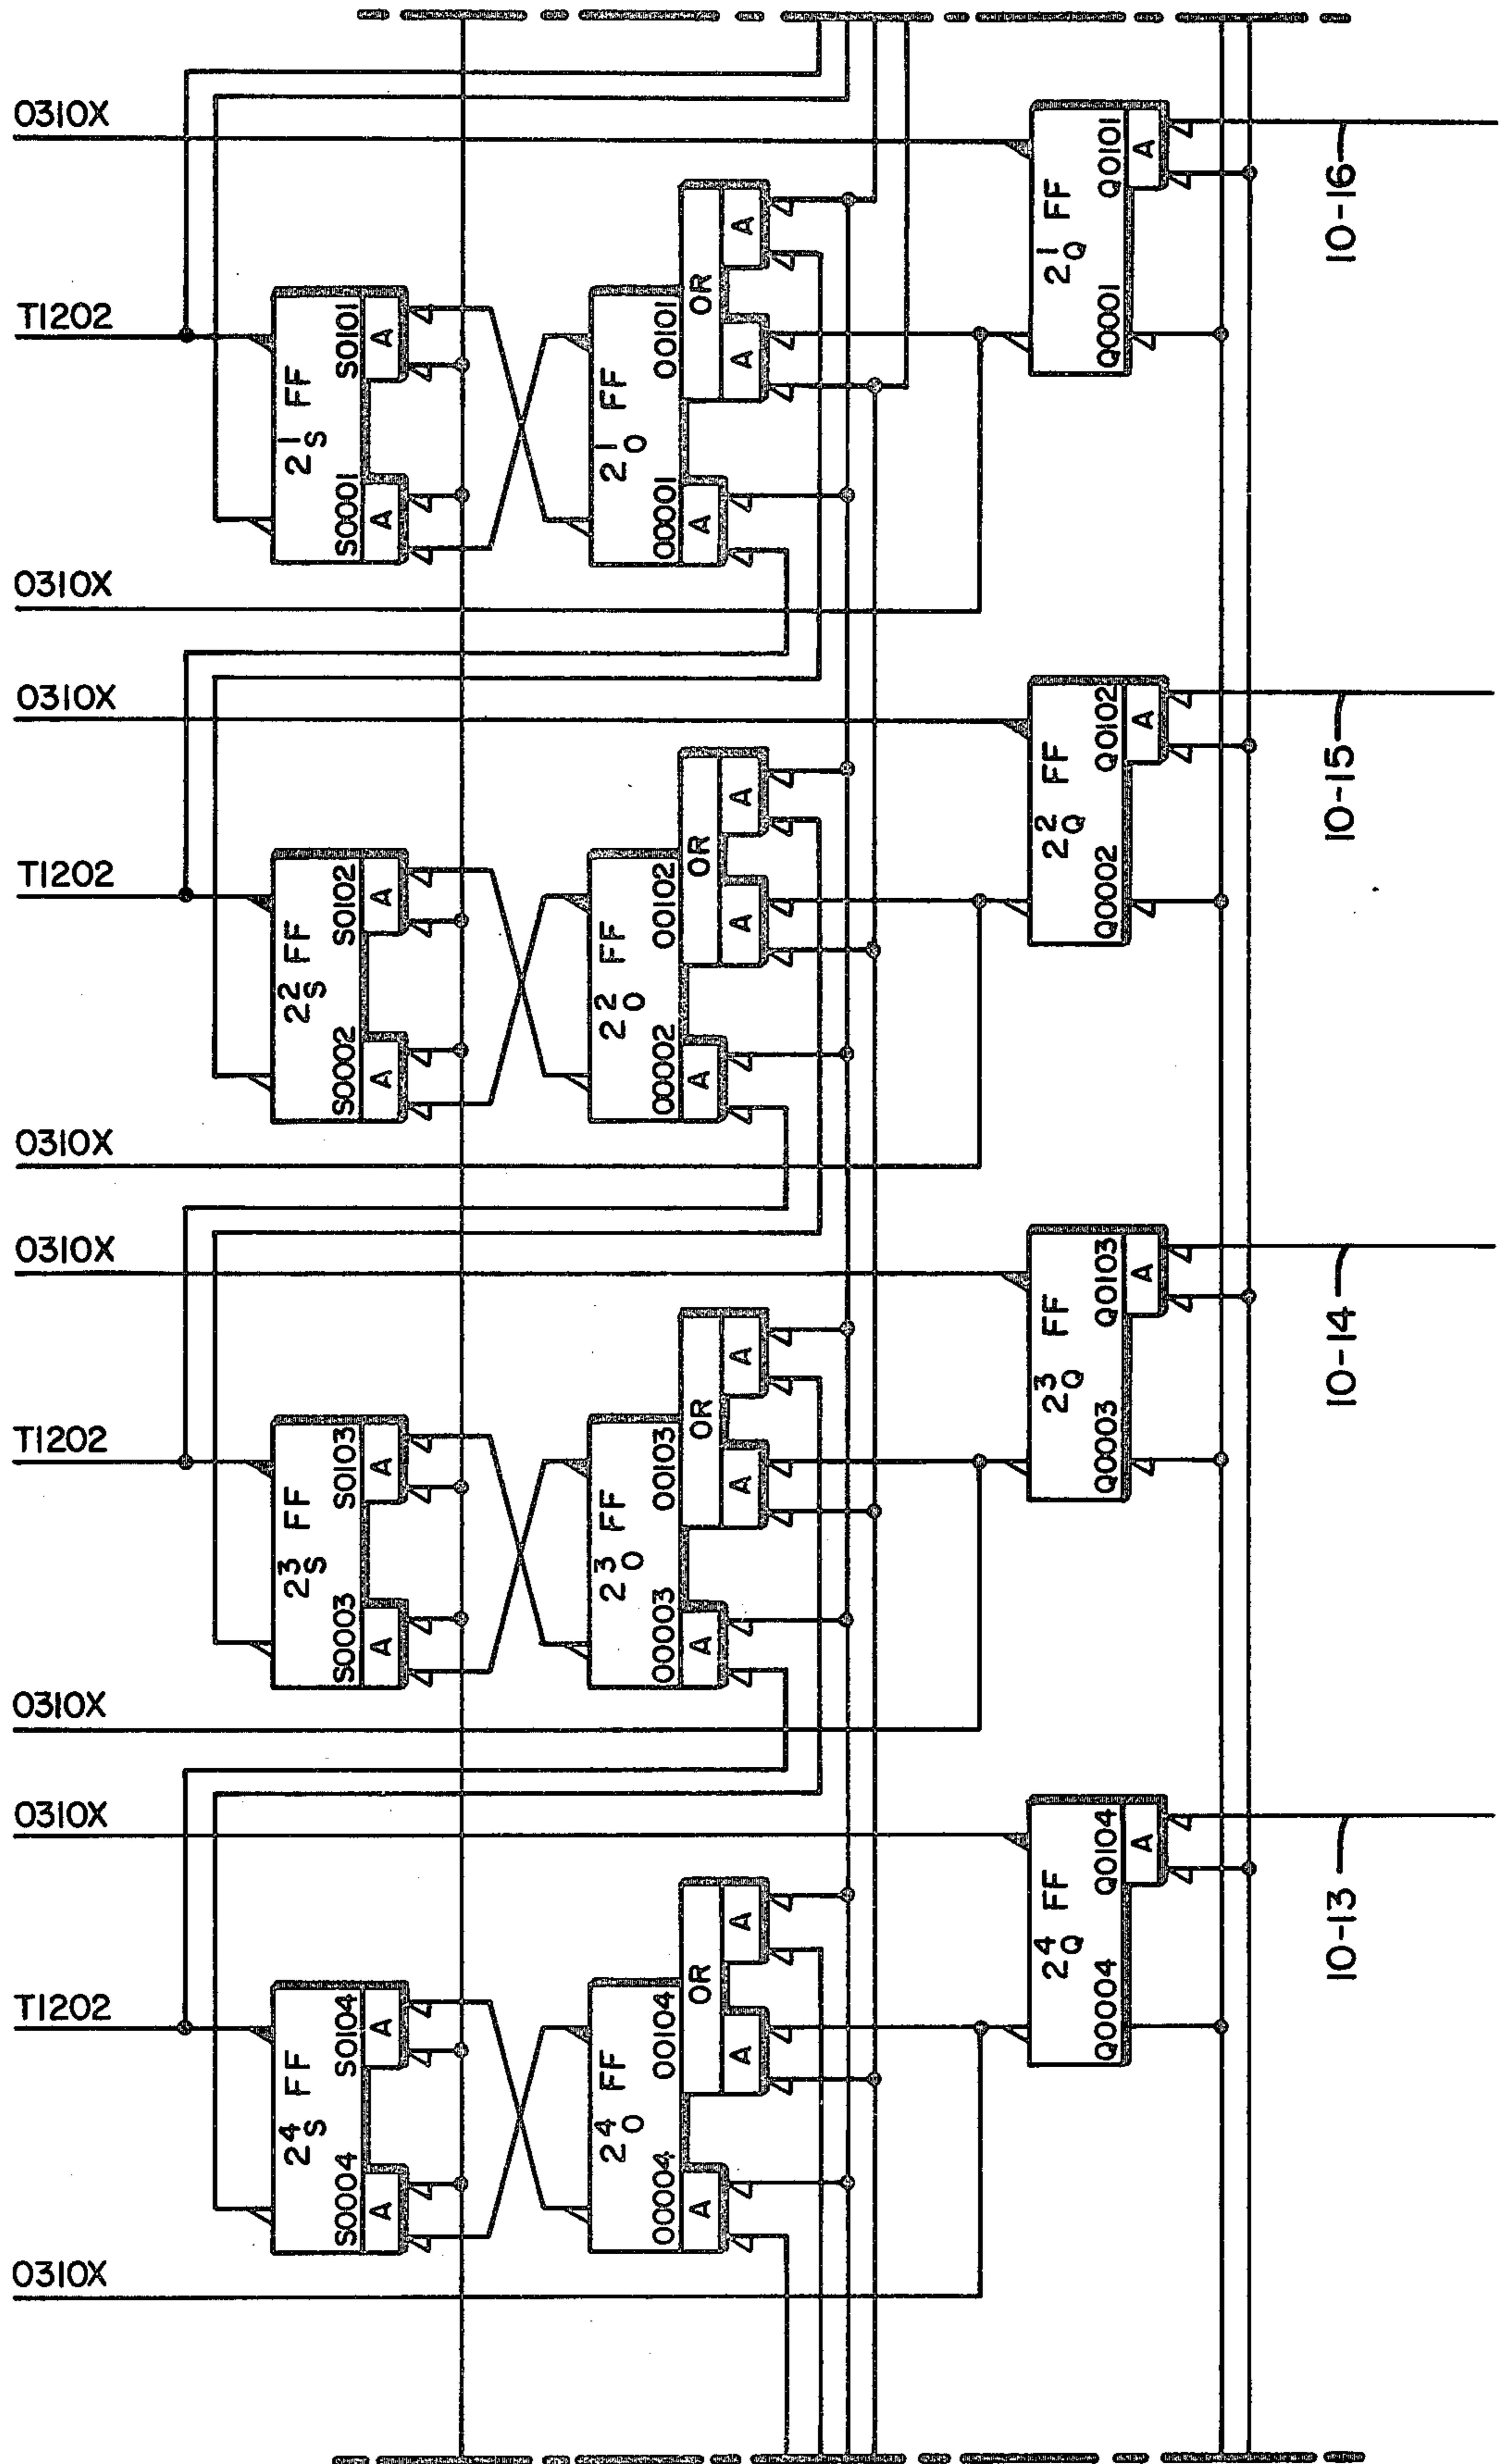 0310X
Q0101
A
2¹Q FF
Q0001
10-16
A
OR
A
T1202
S0101
A
2¹S FF
S0001
A
00101
2¹O FF
00001
A
0310X
0310X
Q0102
A
2²Q FF
Q0002
10-15
A
OR
A
T1202
S0102
A
2²S FF
S0002
A
00102
2²O FF
00002
A
0310X
0310X
Q0103
A
2³Q FF
Q0003
10-14
A
OR
A
T1202
S0103
A
2³S FF
S0003
A
00103
2³O FF
00003
A
0310X
0310X
Q0104
A
2⁴Q FF
Q0004
10-13
A
OR
A
T1202
S0104
A
2⁴S FF
S0004
A
00104
2⁴O FF
00004
A
0310X